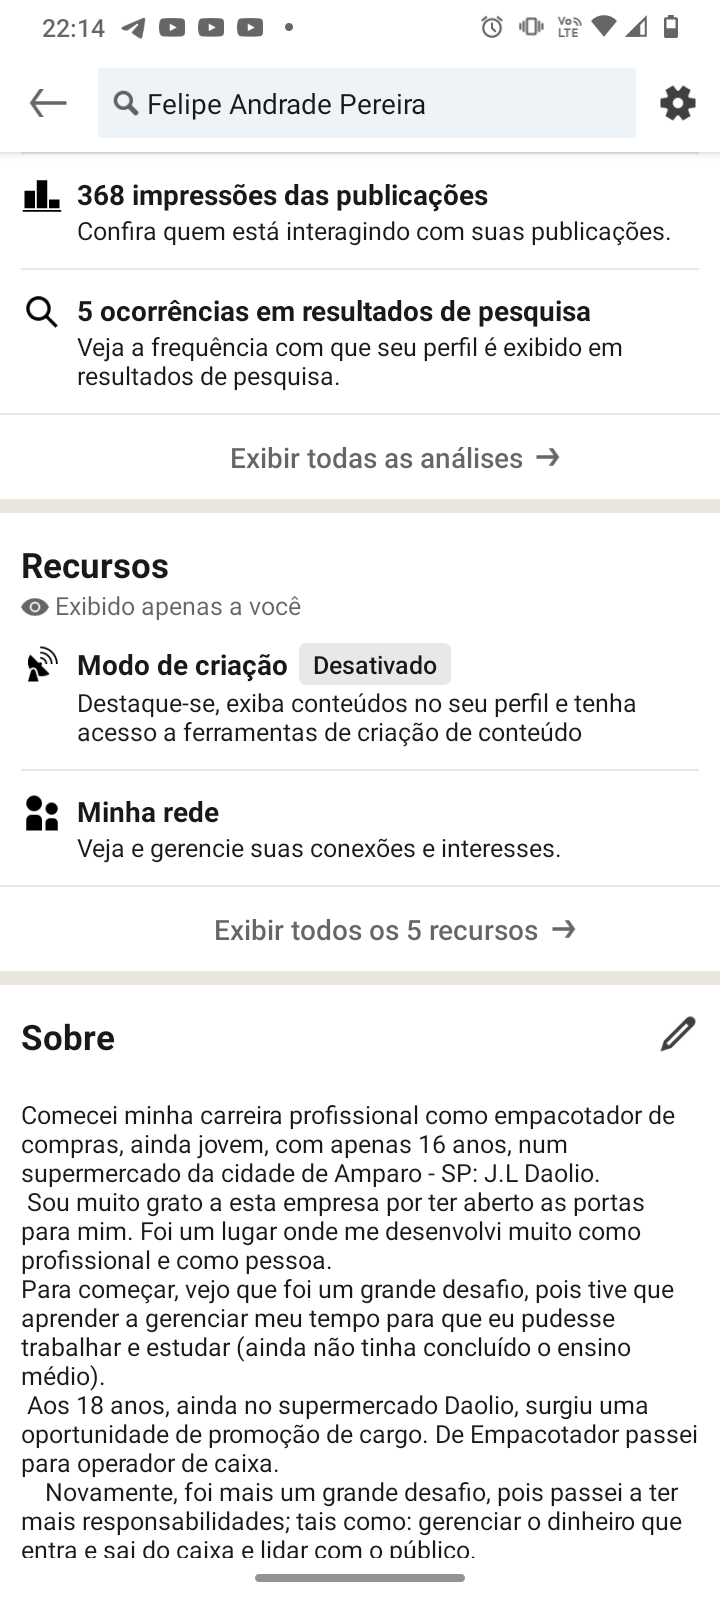 22:14
Vo)) LTE
Felipe Andrade Pereira
368 impressões das publicações
Confira quem está interagindo com suas publicações.
5 ocorrências em resultados de pesquisa
Veja a frequência com que seu perfil é exibido em
resultados de pesquisa.
Exibir todas as análises →
Recursos
Exibido apenas a você
Modo de criação Desativado
Destaque-se, exiba conteúdos no seu perfil e tenha
acesso a ferramentas de criação de conteúdo
Minha rede
Veja e gerencie suas conexões e interesses.
Exibir todos os 5 recursos →
Sobre
Comecei minha carreira profissional como empacotador de
compras, ainda jovem, com apenas 16 anos, num
supermercado da cidade de Amparo - SP: J.L Daolio.
Sou muito grato a esta empresa por ter aberto as portas
para mim. Foi um lugar onde me desenvolvi muito como
profissional e como pessoa.
Para começar, vejo que foi um grande desafio, pois tive que
aprender a gerenciar meu tempo para que eu pudesse
trabalhar e estudar (ainda não tinha concluído o ensino
médio).
Aos 18 anos, ainda no supermercado Daolio, surgiu uma
oportunidade de promoção de cargo. De Empacotador passei
para operador de caixa.
Novamente, foi mais um grande desafio, pois passei a ter
mais responsabilidades; tais como: gerenciar o dinheiro que
entra e sai do caixa e lidar com o público.